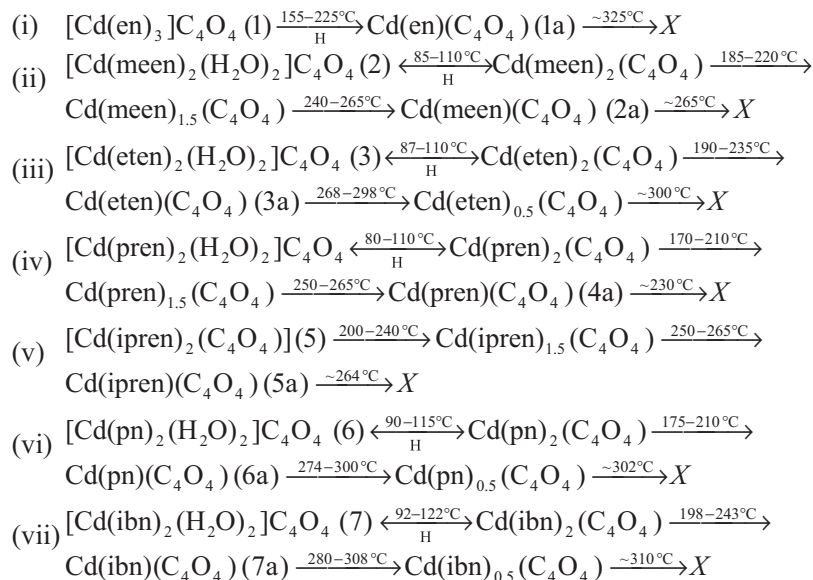 (i) [Cd(en)₃]C₄O₄ (1) —155–225℃/H→ Cd(en)(C₄O₄) (1a) —~325℃→ X
(ii) [Cd(meen)₂(H₂O)₂]C₄O₄ (2) ←85–110℃/H→ Cd(meen)₂(C₄O₄) —185–220℃→
Cd(meen)₁.₅(C₄O₄) —240–265℃→ Cd(meen)(C₄O₄) (2a) —~265℃→ X
(iii) [Cd(eten)₂(H₂O)₂]C₄O₄ (3) ←87–110℃/H→ Cd(eten)₂(C₄O₄) —190–235℃→
Cd(eten)(C₄O₄) (3a) —268–298℃→ Cd(eten)₀.₅(C₄O₄) —~300℃→ X
(iv) [Cd(pren)₂(H₂O)₂]C₄O₄ ←80–110℃/H→ Cd(pren)₂(C₄O₄) —170–210℃→
Cd(pren)₁.₅(C₄O₄) —250–265℃→ Cd(pren)(C₄O₄) (4a) —~230℃→ X
(v) [Cd(ipren)₂(C₄O₄)] (5) —200–240℃→ Cd(ipren)₁.₅(C₄O₄) —250–265℃→
Cd(ipren)(C₄O₄) (5a) —~264℃→ X
(vi) [Cd(pn)₂(H₂O)₂]C₄O₄ (6) ←90–115℃/H→ Cd(pn)₂(C₄O₄) —175–210℃→
Cd(pn)(C₄O₄) (6a) —274–300℃→ Cd(pn)₀.₅(C₄O₄) —~302℃→ X
(vii) [Cd(ibn)₂(H₂O)₂]C₄O₄ (7) ←92–122℃/H→ Cd(ibn)₂(C₄O₄) —198–243℃→
Cd(ibn)(C₄O₄) (7a) —280–308℃→ Cd(ibn)₀.₅(C₄O₄) —~310℃→ X